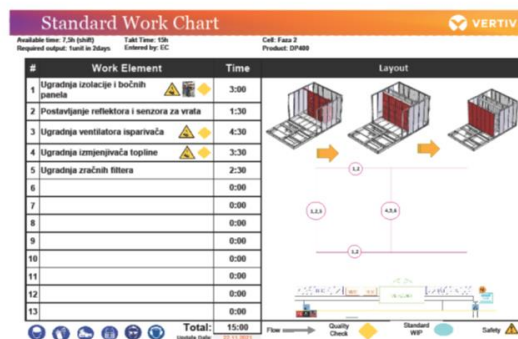 Standard Work Chart
VERTIV
Available time: 7,5h (shift) Takt Time: 15h Cell: Faza 2
Required output: 1unit in 2days Entered by: EC Product: DP400
# Work Element Time Layout
1 Ugradnja izolacije i bočnih panela 3:00
2 Postavljanje reflektora i senzora za vrata 1:30
3 Ugradnja ventilatora isparivača 4:30
4 Ugradnja izmjenjivača topline 3:30
5 Ugradnja zračnih filtera 2:30
6 0:00
7 0:00
8 0:00
9 0:00
10 0:00
11 0:00
12 0:00
13 0:00
1,2
4,5,6
1,2
Total: 15:00
Flow
Quality Check
Standard WIP
Safety